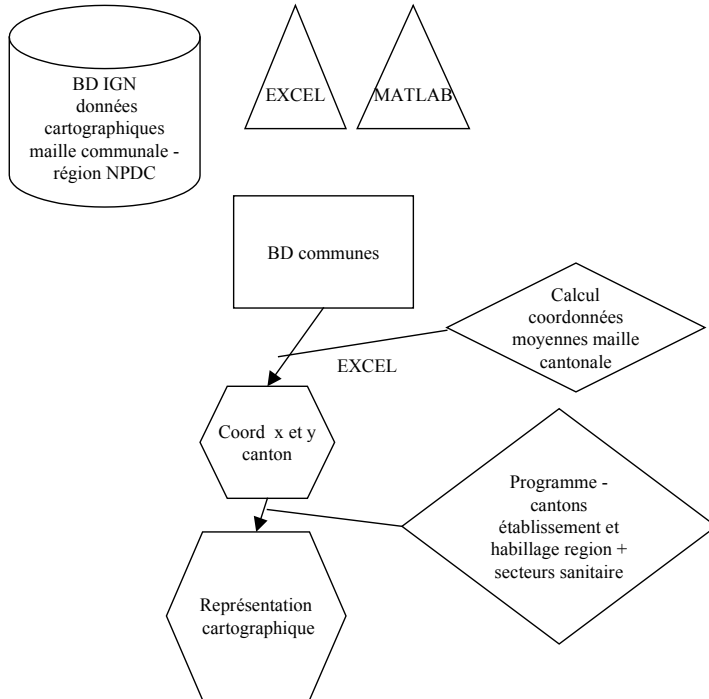 BD IGN
données
cartographiques
maille communale -
région NPDC
EXCEL
MATLAB
BD communes
Calcul
coordonnées
moyennes maille
cantonale
EXCEL
Coord x et y
canton
Programme -
cantons
établissement et
habillage region +
secteurs sanitaire
Représentation
cartographique